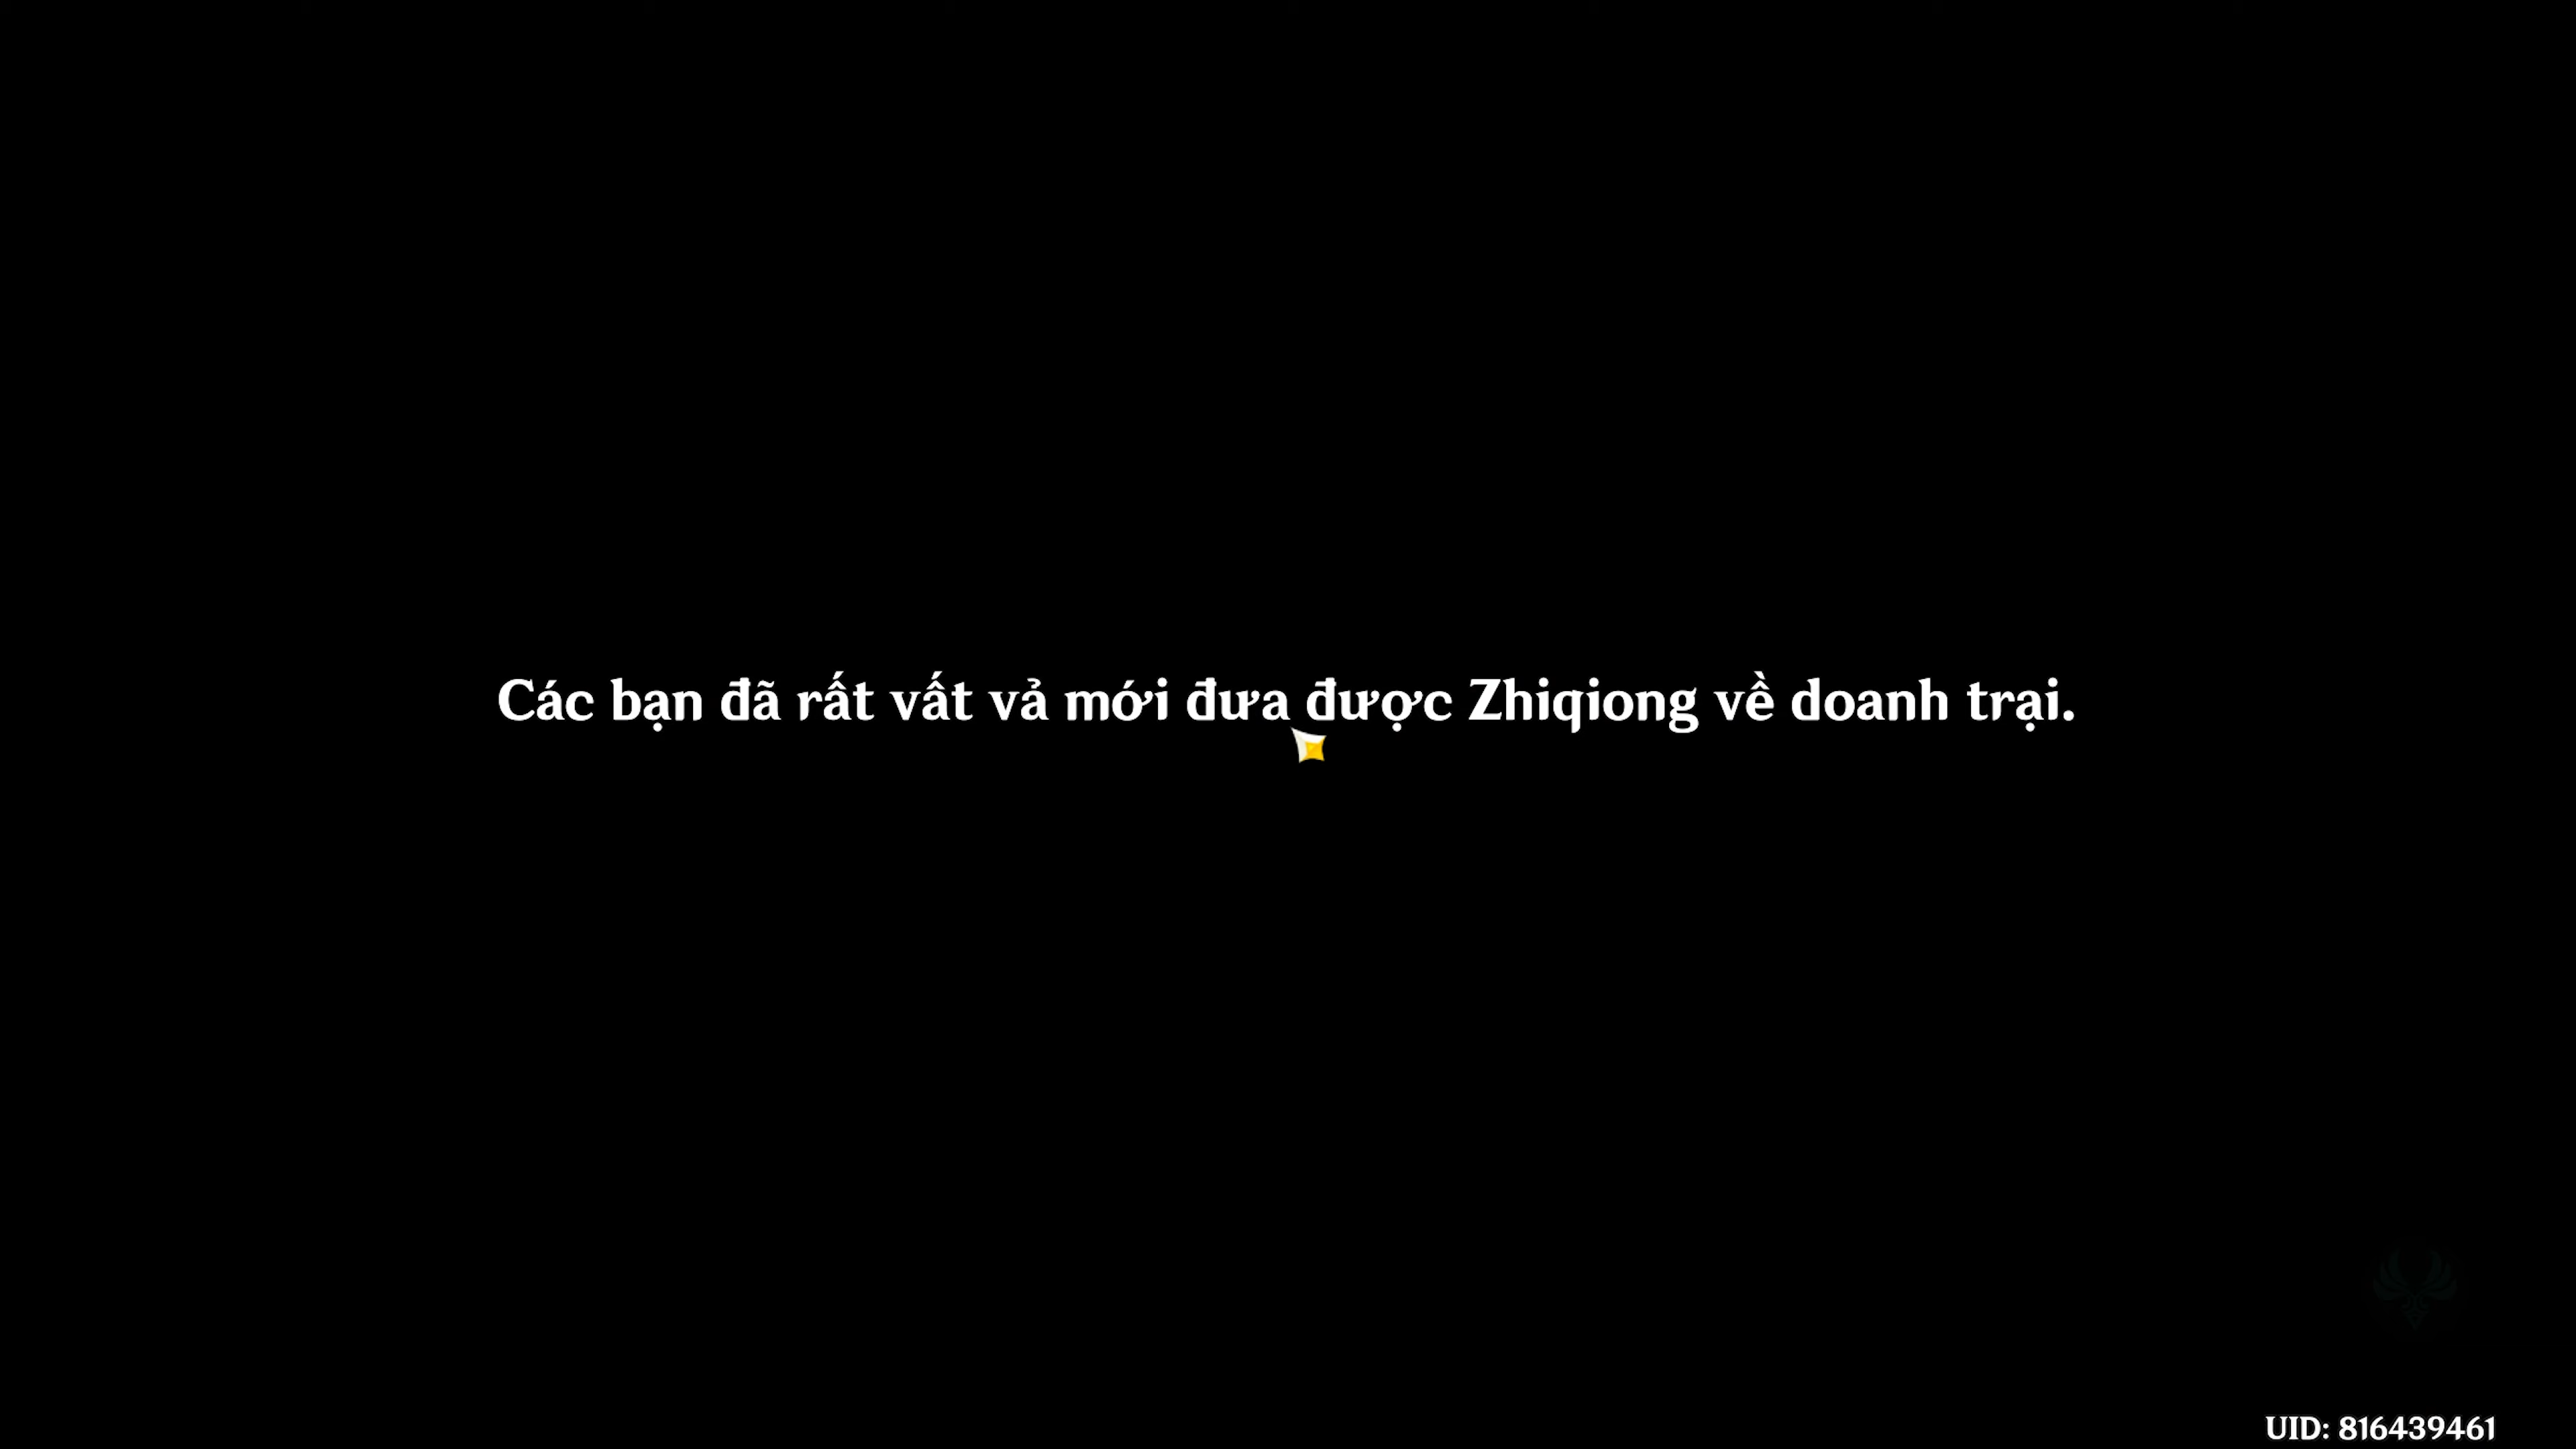 Các bạn đã rất vất vả mới đưa được Zhiqiong về doanh trại.
UID: 816439461